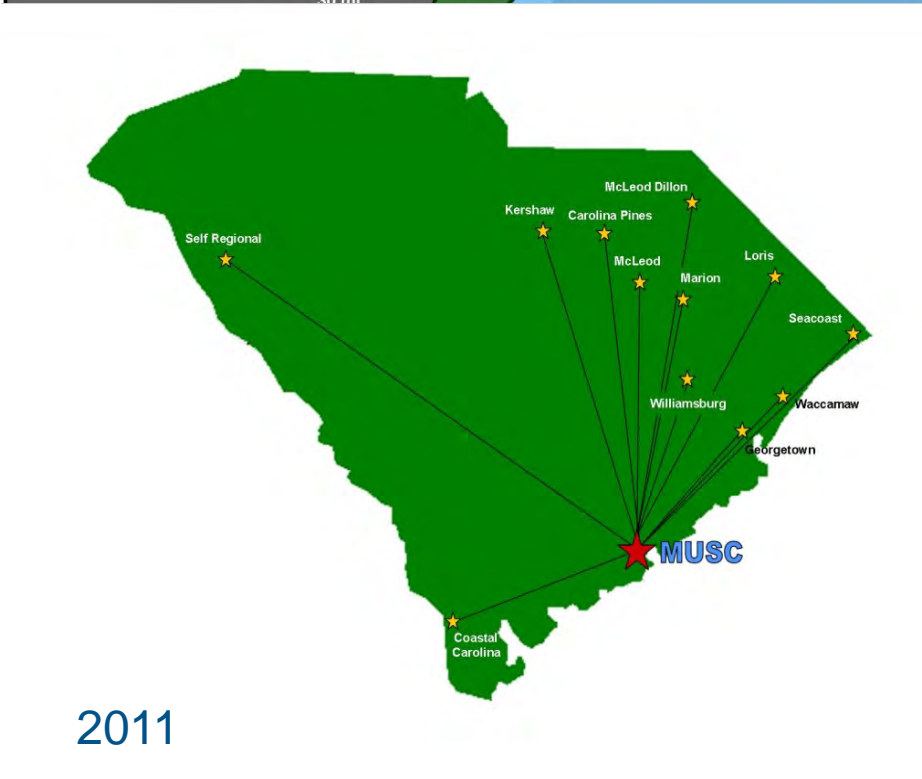 McLeod Dillon
Kershaw
Carolina Pines
Self Regional
McLeod
Loris
Marion
Seacoast
Williamsburg
Waccamaw
Georgetown
MUSC
Coastal
Carolina
2011